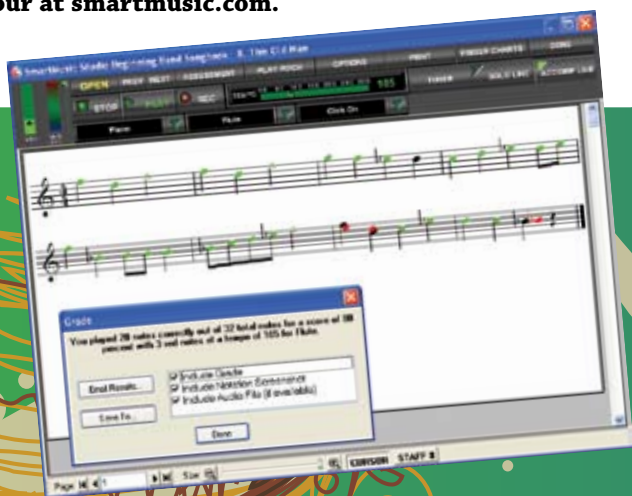 our at smartmusic.com.
SmartMusic Studio Beginning Band Songlines - 8. This Old Man
OPEN PREV NEXT ASSESSMENT PLAY/ROCK OPTIONS PRINT FINGER CHARTS
STOP PLAY REC TEMPO 105 TUNER SOLO LINE ACCOMP LINE
Piano Flute Click On
Grade
You played 28 notes correctly out of 32 total notes for a score of 88
percent with 3 red notes at a tempo of 105 for Flute.
Email Results...
Include Grade
Include Notation Screenshot
Save To...
Include Audio File (if available)
Done
Page 1 Size CURSOR STAFF